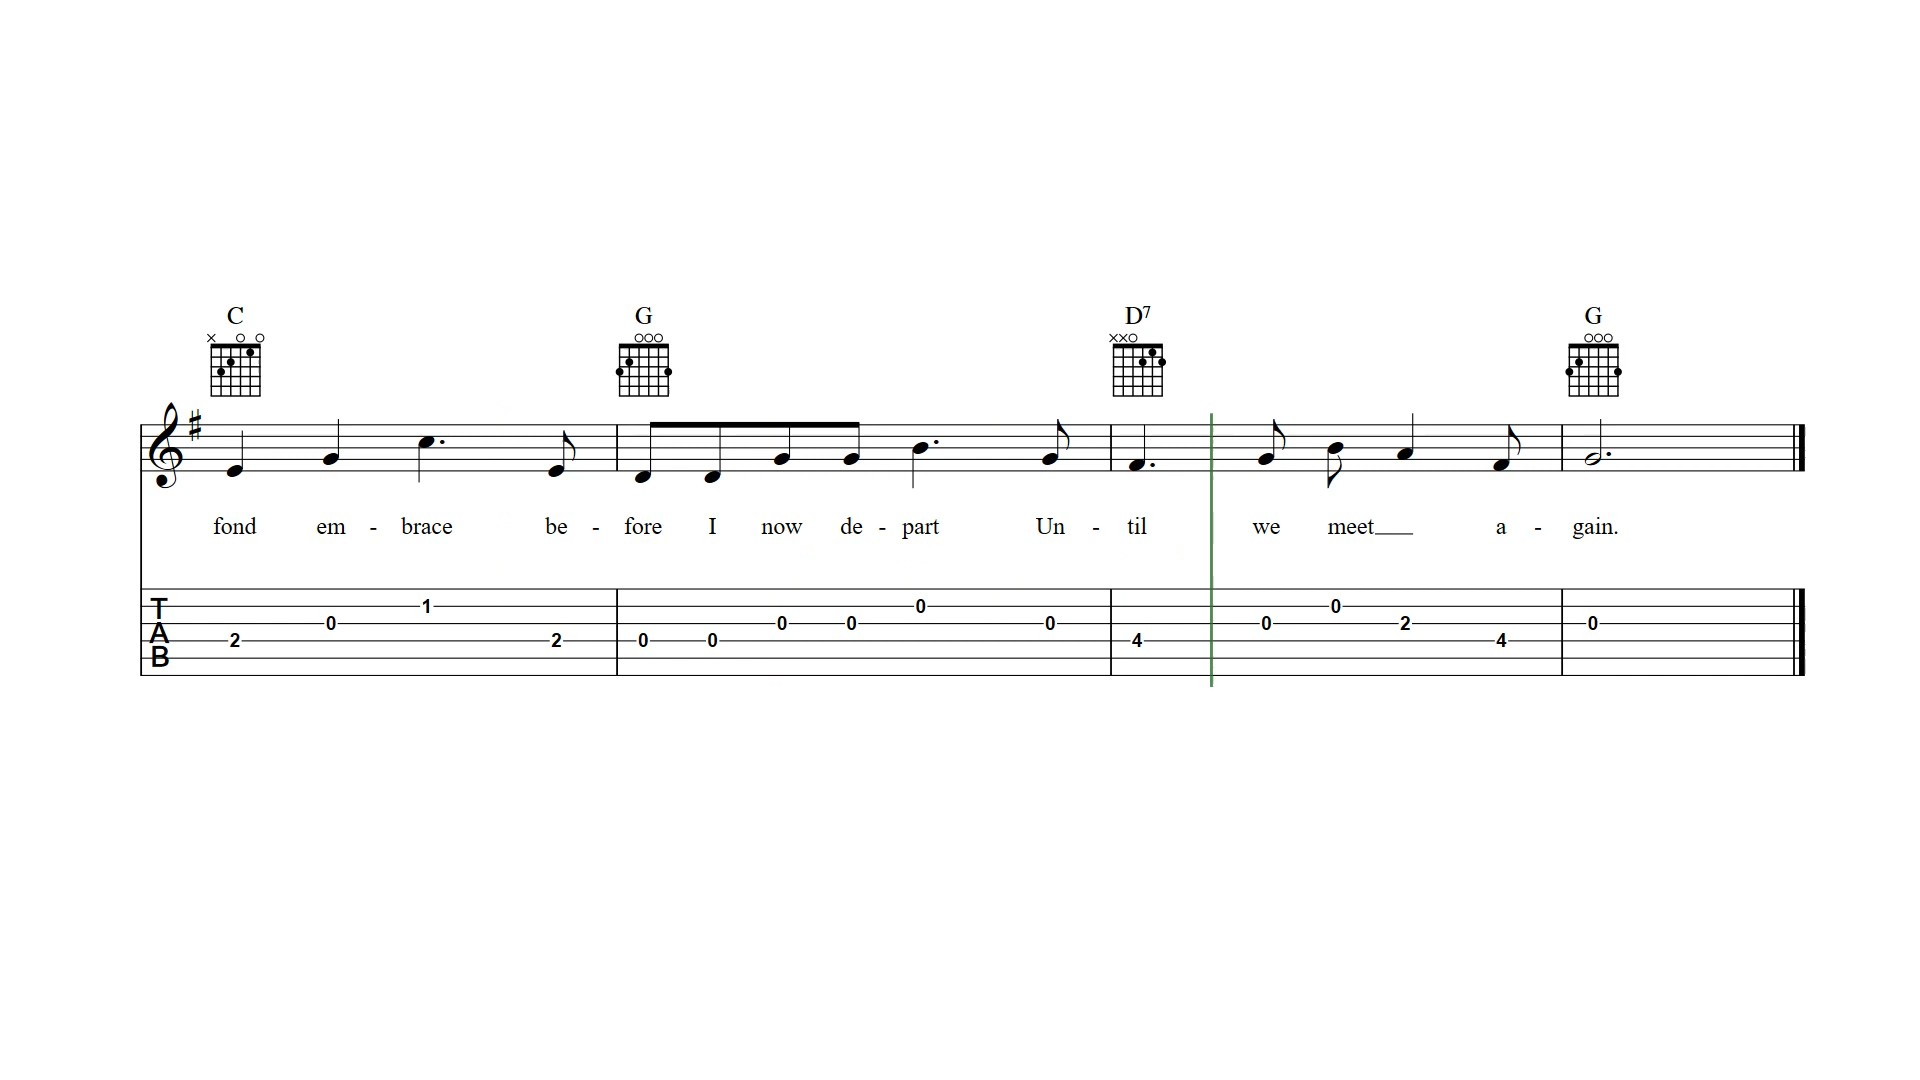 C G D7 G
fond em - brace be - fore I now de - part Un - til we meet___ a - gain.
T
A
B
1 0 0
0 0 0 0 0 2 0
2 2 0 0 4 4